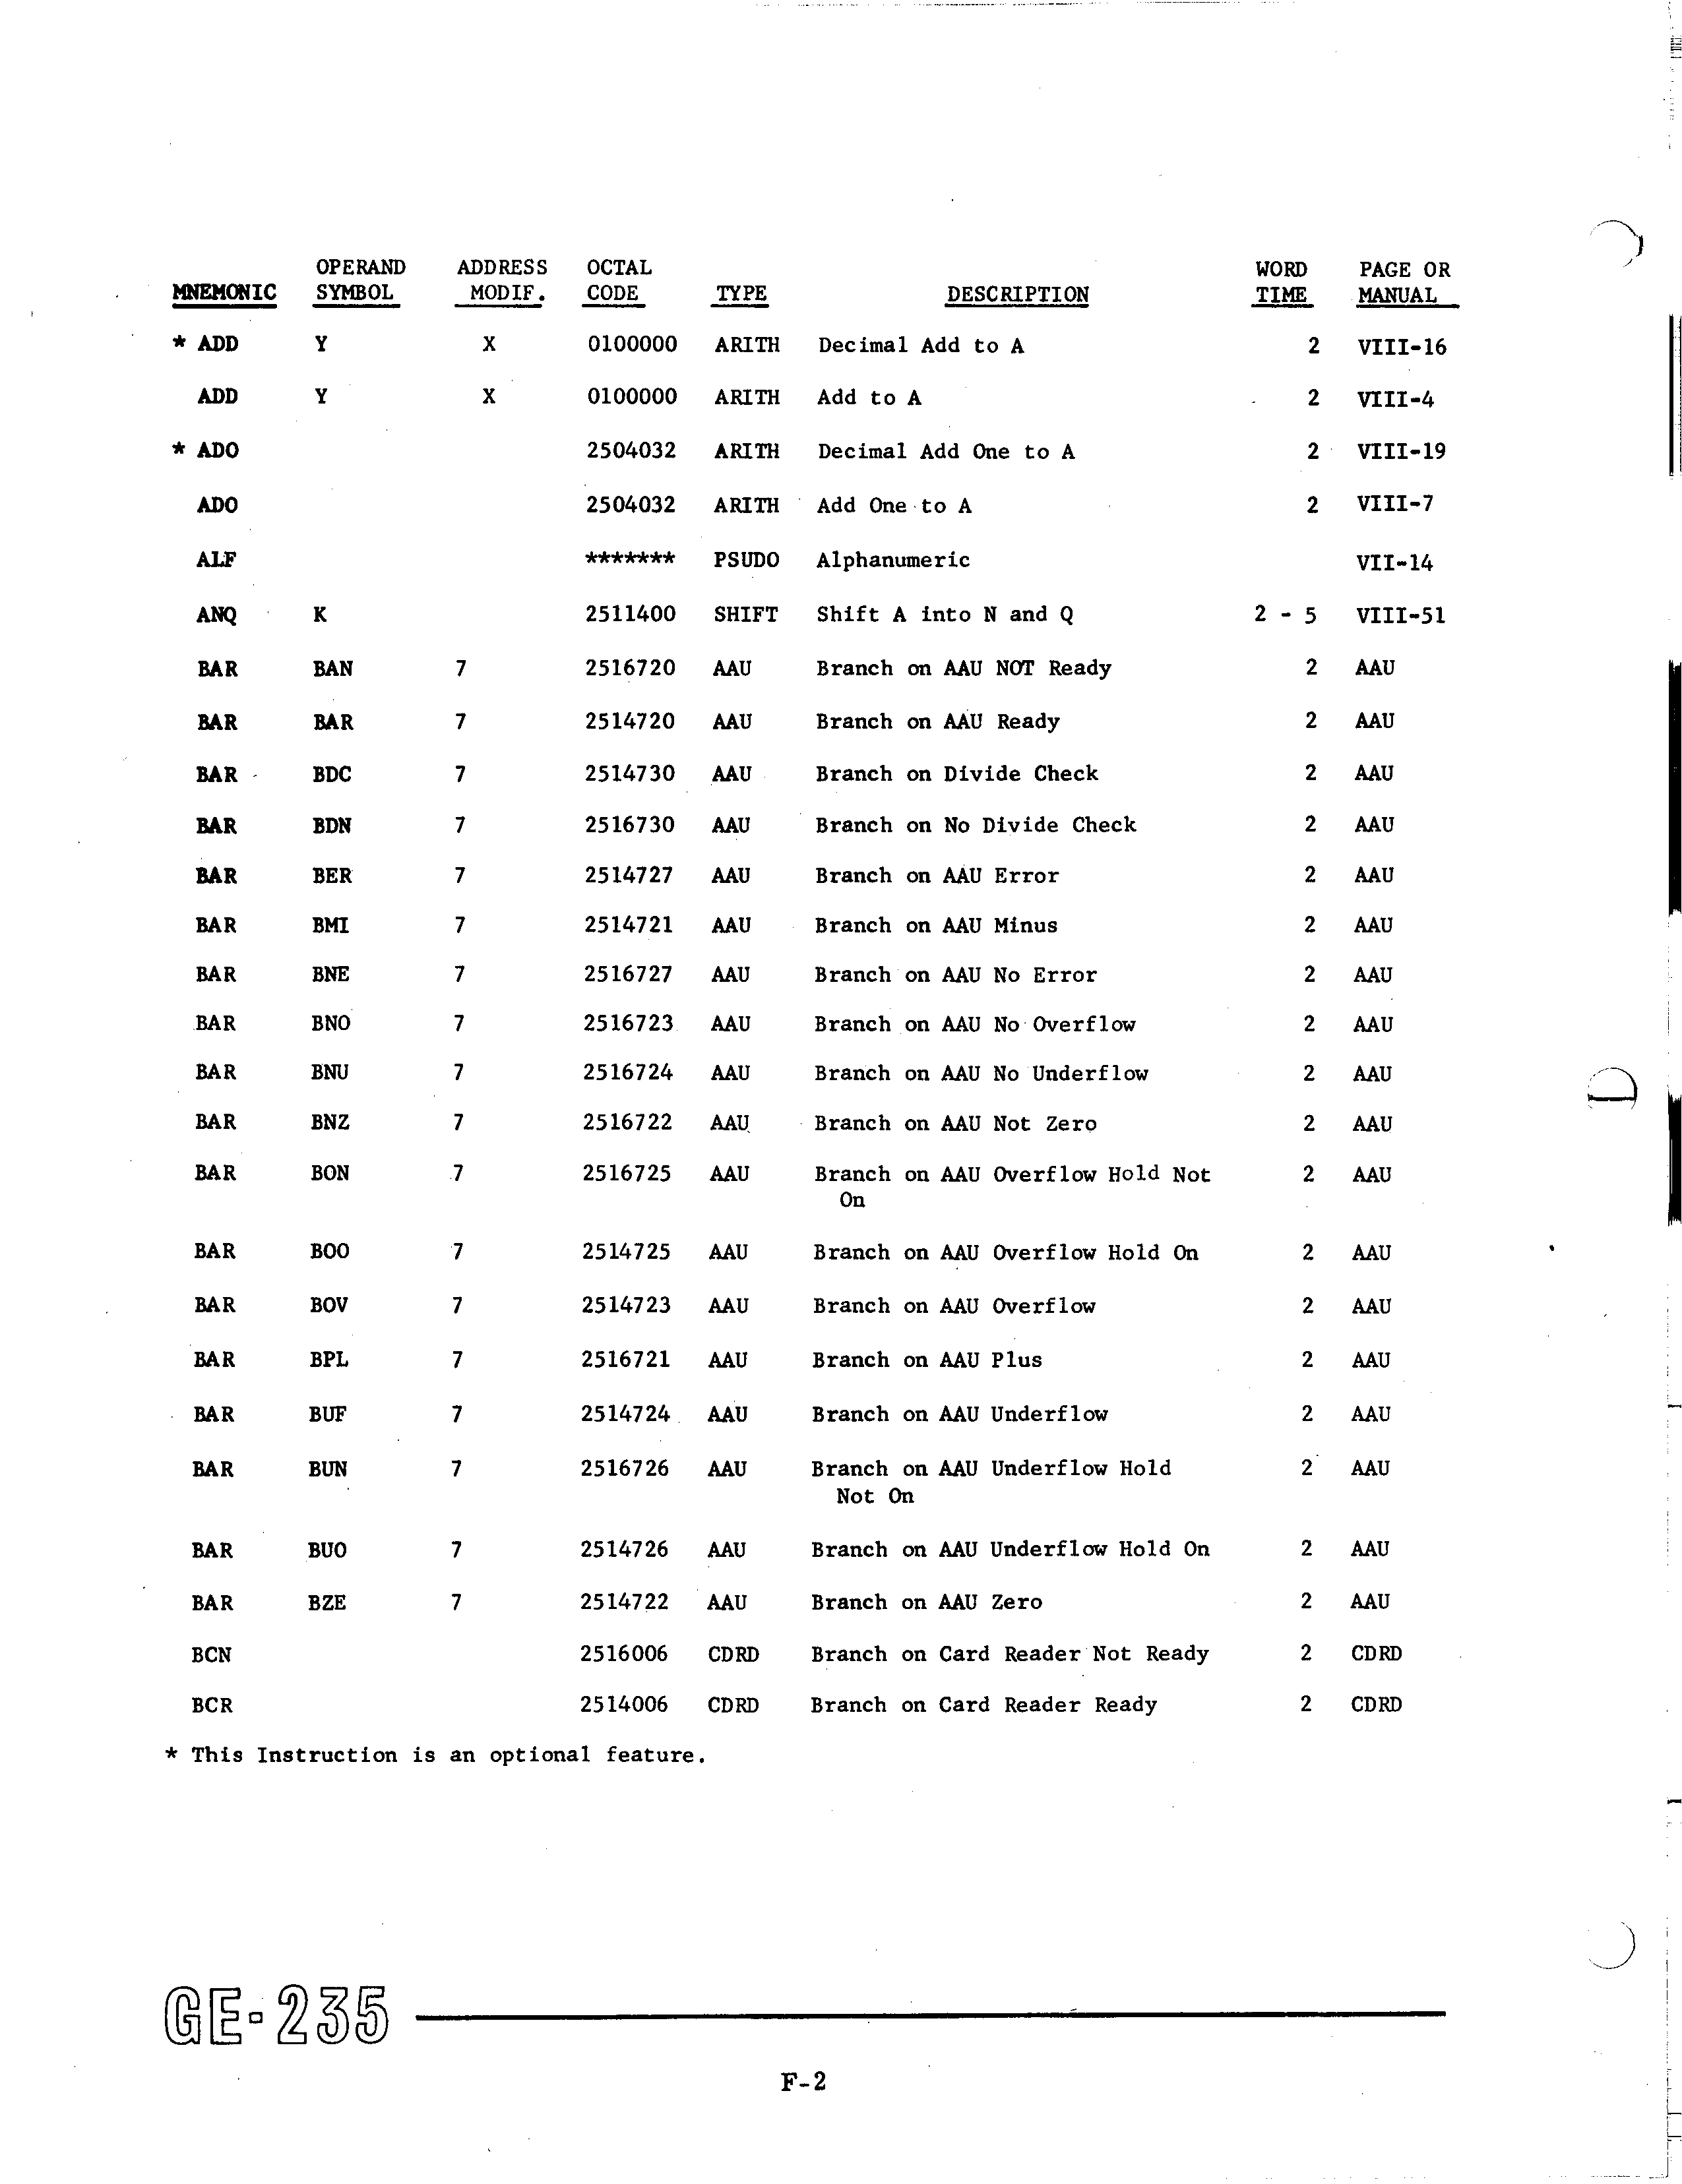 OPERAND ADDRESS OCTAL WORD PAGE OR
MNEMONIC SYMBOL MODIF. CODE TYPE DESCRIPTION TIME MANUAL
* ADD Y X 0100000 ARITH Decimal Add to A 2 VIII-16
ADD Y X 0100000 ARITH Add to A 2 VIII-4
* ADO 2504032 ARITH Decimal Add One to A 2 VIII-19
ADO 2504032 ARITH Add One to A 2 VIII-7
ALF ******* PSUDO Alphanumeric VII-14
ANQ K 2511400 SHIFT Shift A into N and Q 2 - 5 VIII-51
BAR BAN 7 2516720 AAU Branch on AAU NOT Ready 2 AAU
BAR BAR 7 2514720 AAU Branch on AAU Ready 2 AAU
BAR BDC 7 2514730 AAU Branch on Divide Check 2 AAU
BAR BDN 7 2516730 AAU Branch on No Divide Check 2 AAU
BAR BER 7 2514727 AAU Branch on AAU Error 2 AAU
BAR BMI 7 2514721 AAU Branch on AAU Minus 2 AAU
BAR BNE 7 2516727 AAU Branch on AAU No Error 2 AAU
BAR BNO 7 2516723 AAU Branch on AAU No Overflow 2 AAU
BAR BNU 7 2516724 AAU Branch on AAU No Underflow 2 AAU
BAR BNZ 7 2516722 AAU Branch on AAU Not Zero 2 AAU
BAR BON 7 2516725 AAU Branch on AAU Overflow Hold Not 2 AAU
On
BAR BOO 7 2514725 AAU Branch on AAU Overflow Hold On 2 AAU
BAR BOV 7 2514723 AAU Branch on AAU Overflow 2 AAU
BAR BPL 7 2516721 AAU Branch on AAU Plus 2 AAU
BAR BUF 7 2514724 AAU Branch on AAU Underflow 2 AAU
BAR BUN 7 2516726 AAU Branch on AAU Underflow Hold 2 AAU
Not On
BAR BUO 7 2514726 AAU Branch on AAU Underflow Hold On 2 AAU
BAR BZE 7 2514722 AAU Branch on AAU Zero 2 AAU
BCN 2516006 CDRD Branch on Card Reader Not Ready 2 CDRD
BCR 2514006 CDRD Branch on Card Reader Ready 2 CDRD
* This Instruction is an optional feature.
GE-235
F-2